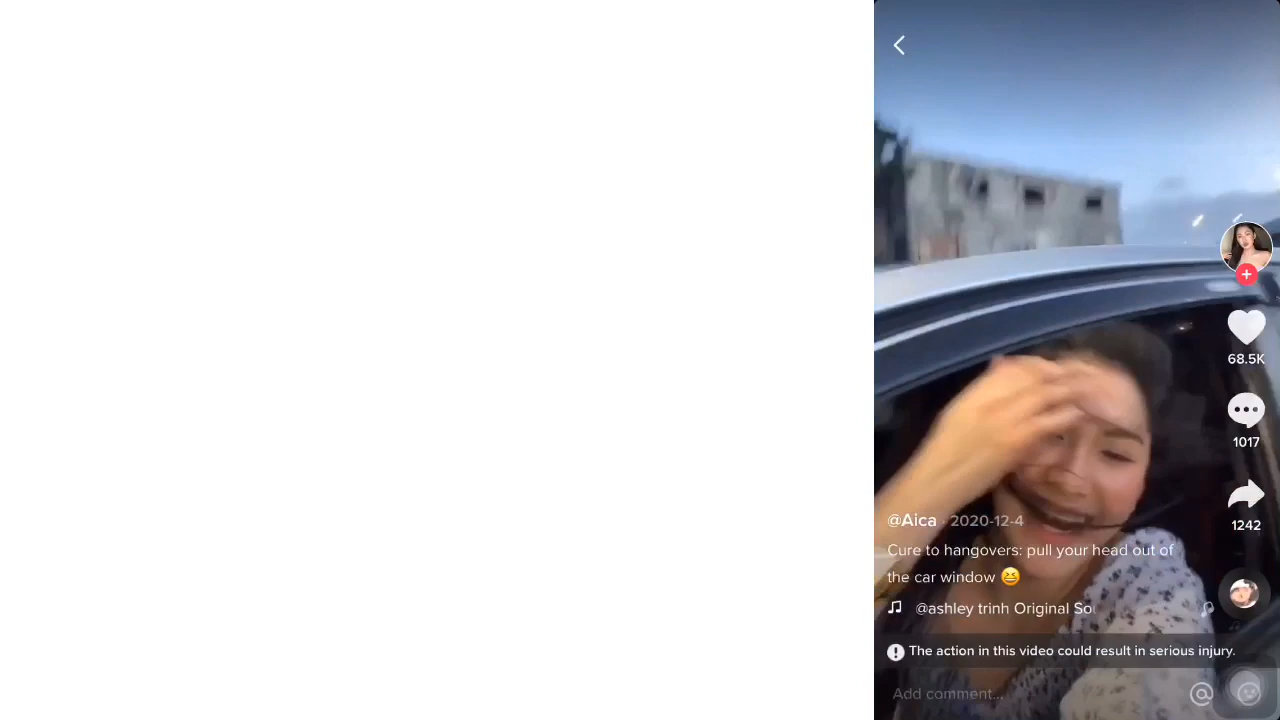 68.5K
1017
@Aica · 2020-12-4
1242
Cure to hangovers: pull your head out of
the car window 😆
@ashley trinh Original So
The action in this video could result in serious injury.
Add comment...